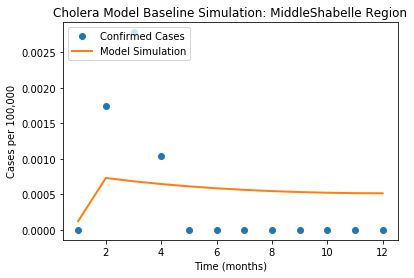 Cholera Model Baseline Simulation: MiddleShabelle Region
Confirmed Cases
Model Simulation
Cases per 100,000
0.0025
0.0020
0.0015
0.0010
0.0005
0.0000
2 4 6 8 10 12
Time (months)